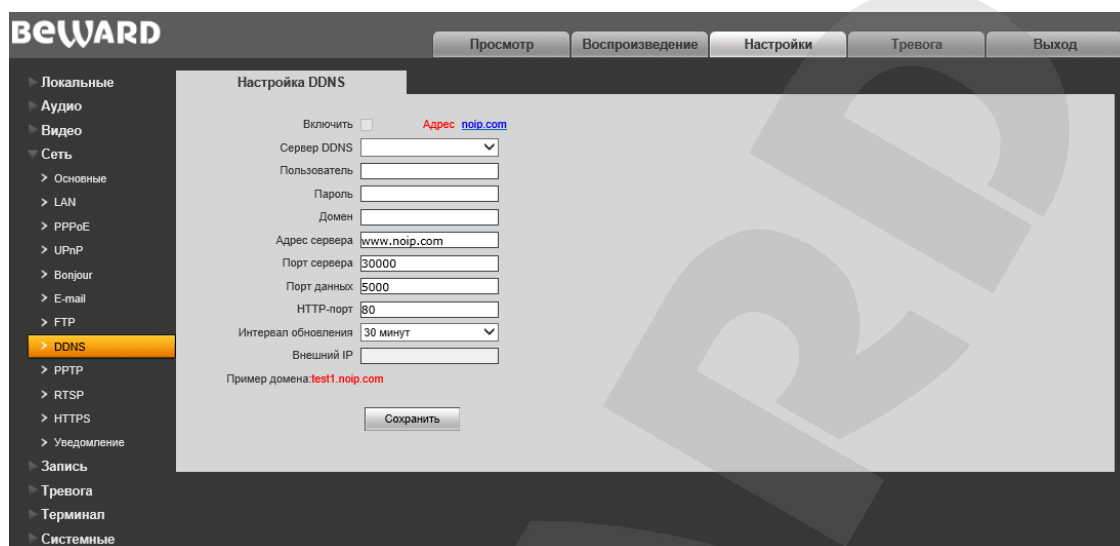 BEWARD
Просмотр Воспроизведение Настройки Тревога Выход
Локальные
Аудио
Видео
Сеть
> Основные
> LAN
> PPPoE
> UPnP
> Bonjour
> E-mail
> FTP
> DDNS
> PPTP
> RTSP
> HTTPS
> Уведомление
Запись
Тревога
Терминал
Системные
Настройка DDNS
Включить Адрес noip.com
Сервер DDNS
Пользователь
Пароль
Домен
Адрес сервера www.noip.com
Порт сервера 30000
Порт данных 5000
HTTP-порт 80
Интервал обновления 30 минут
Внешний IP
Пример домена:test1.noip.com
Сохранить